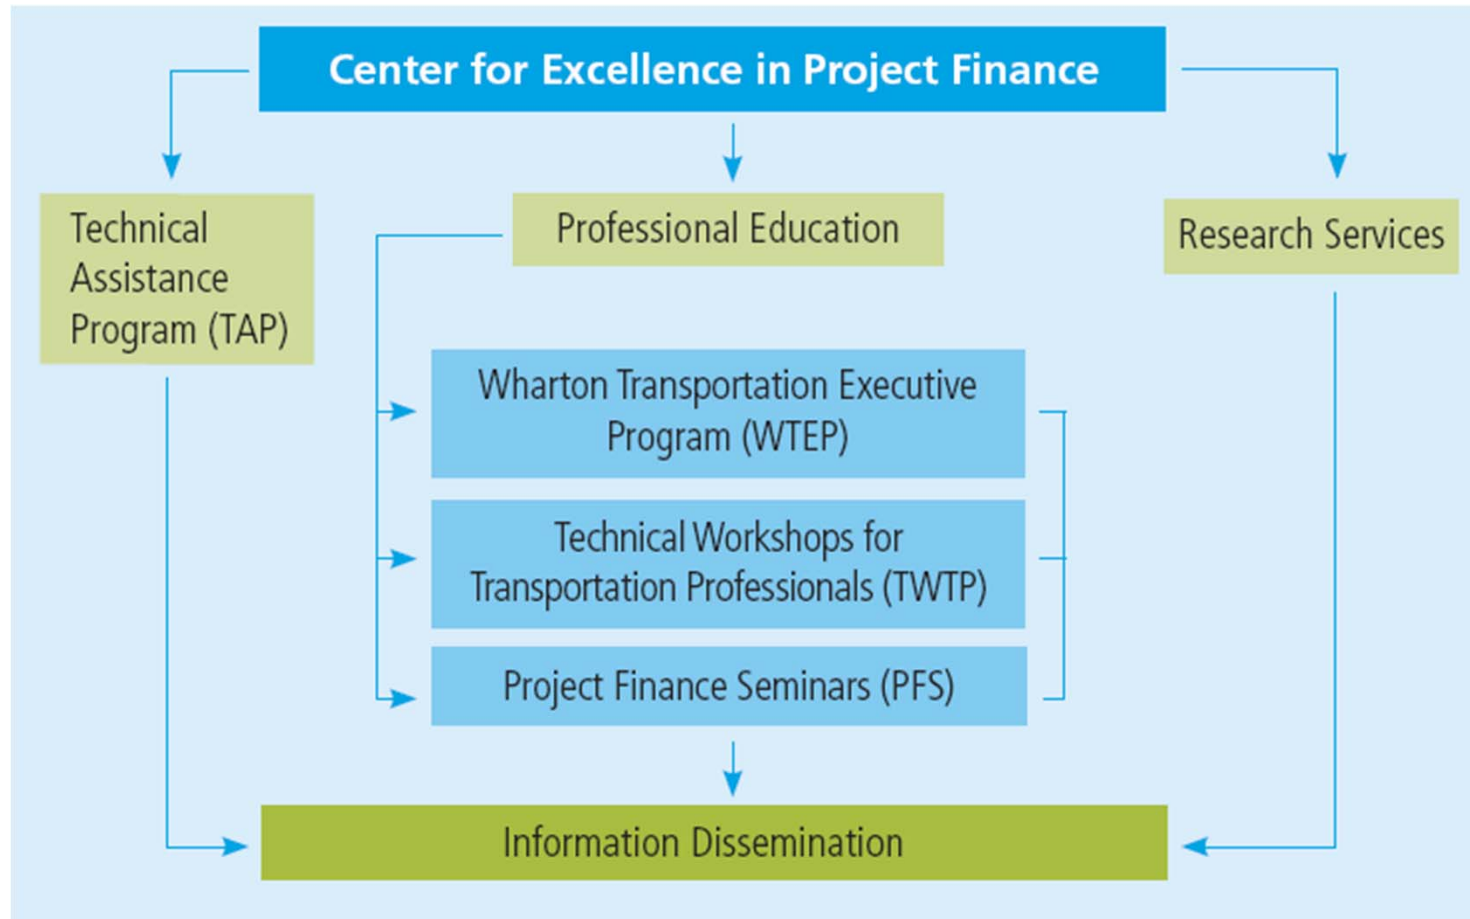 Center for Excellence in Project Finance
Technical
Assistance
Program (TAP)
Professional Education
Research Services
Wharton Transportation Executive
Program (WTEP)
Technical Workshops for
Transportation Professionals (TWTP)
Project Finance Seminars (PFS)
Information Dissemination